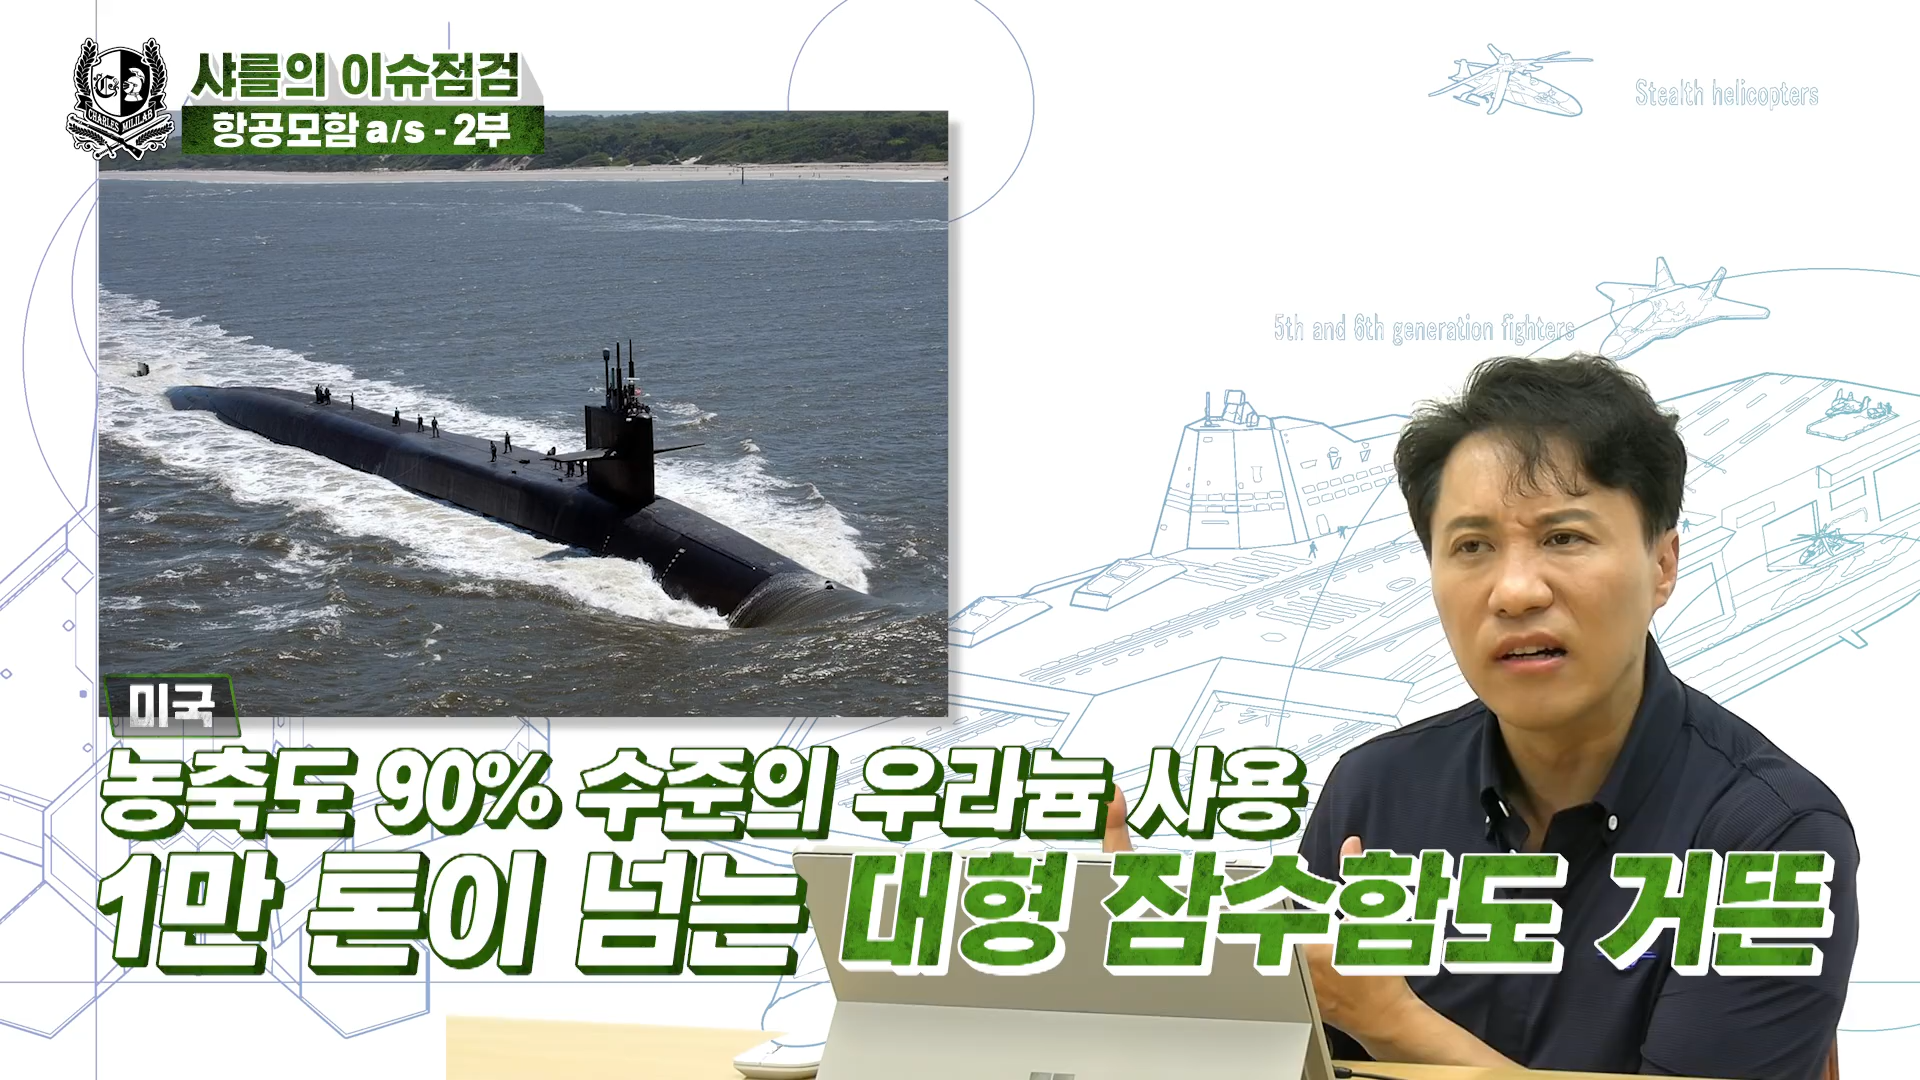 샤를의 이슈점검
항공모함 a/s - 2부
CHARLES MILILAB
Stealth helicopters
5th and 6th generation fighters
미국
농축도 90% 수준의 우라늄 사용
1만 톤이 넘는 대형 잠수함도 거뜬